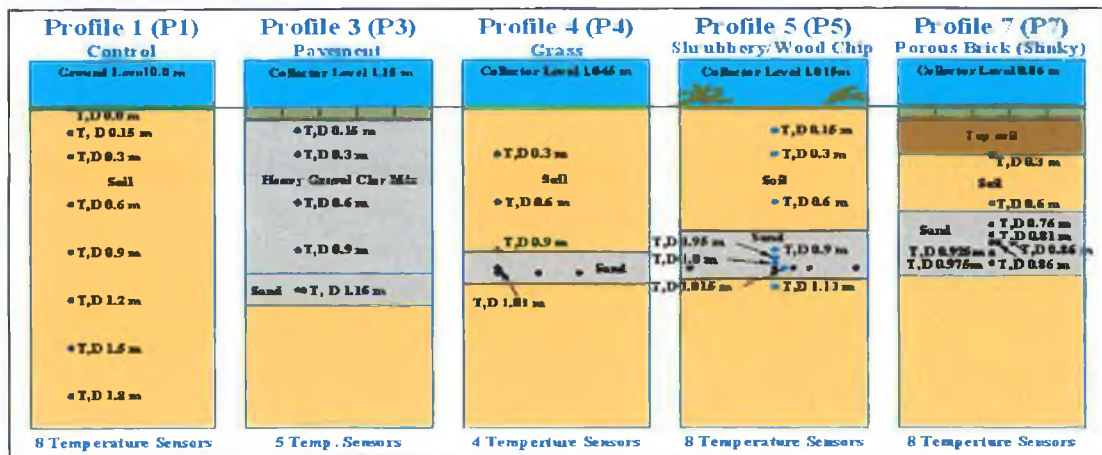 Profile 1 (P1)
Control
Ground Level 0.0 m
T,D 0.0 m
T, D 0.15 m
T,D 0.3 m
Soil
T,D 0.6 m
T,D 0.9 m
T,D 1.2 m
T,D 1.5 m
T,D 1.8 m
8 Temperature Sensors
Profile 3 (P3)
Pavement
Collector Level 1.15 m
T,D 0.15 m
T,D 0.3 m
Heavy Gravel Clay Mix
T,D 0.6 m
T,D 0.9 m
Sand T, D 1.15 m
5 Temp. Sensors
Profile 4 (P4)
Grass
Collector Level 1.045 m
T,D 0.3 m
Soil
T,D 0.6 m
T,D 0.9 m
Sand
T,D 1.01 m
4 Temperture Sensors
Profile 5 (P5)
Shrubbery/Wood Chip
Collector Level 1.015m
T,D 0.15 m
T,D 0.3 m
Soil
T,D 0.6 m
Sand
T,D 0.95 m
T,D 0.9 m
T,D 1.0 m
T,D 1.015 m
T,D 1.11 m
8 Temperature Sensors
Profile 7 (P7)
Porous Brick (Slinky)
Collector Level 0.86 m
Top soil
T,D 0.3 m
Soil
T,D 0.6 m
T,D 0.76 m
Sand
T,D 0.81 m
T,D 0.86 m
T,D 0.925 m
T,D 0.975 m
T,D 0.86 m
8 Temperture Sensors